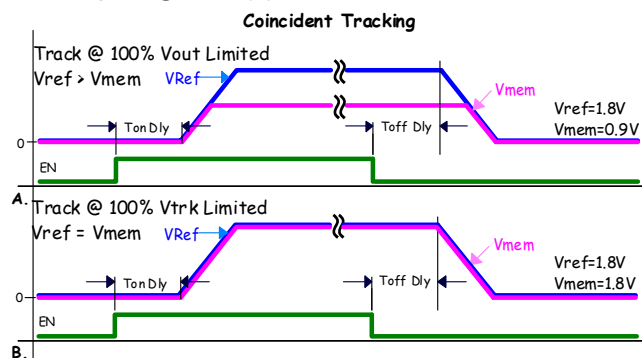 Coincident Tracking
Track @ 100% Vout Limited
Vref > Vmem
VRef
Vmem
Vref=1.8V
Vmem=0.9V
Ton Dly
Toff Dly
0
EN
A.
Track @ 100% Vtrk Limited
Vref = Vmem
VRef
Vmem
Vref=1.8V
Vmem=1.8V
Ton Dly
Toff Dly
0
EN
B.